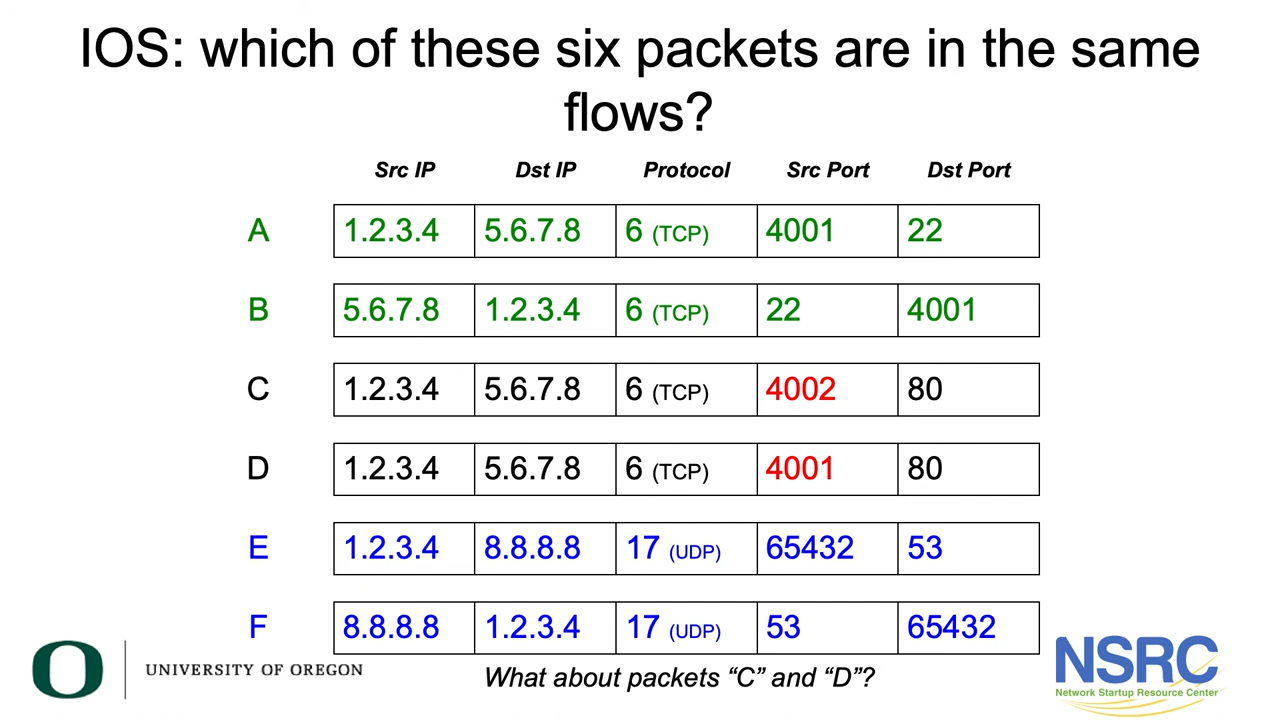 IOS: which of these six packets are in the same
flows?
Src IP Dst IP Protocol Src Port Dst Port
A 1.2.3.4 5.6.7.8 6 (TCP) 4001 22
B 5.6.7.8 1.2.3.4 6 (TCP) 22 4001
C 1.2.3.4 5.6.7.8 6 (TCP) 4002 80
D 1.2.3.4 5.6.7.8 6 (TCP) 4001 80
E 1.2.3.4 8.8.8.8 17 (UDP) 65432 53
F 8.8.8.8 1.2.3.4 17 (UDP) 53 65432
O UNIVERSITY OF OREGON
What about packets “C” and “D”?
NSRC
Network Startup Resource Center